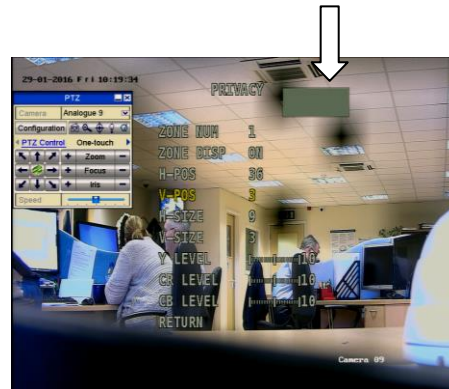 29-01-2016 Fri 10:19:34
PTZ
Camera Analogue 9
Configuration
PTZ Control One-touch
+ Zoom -
+ Focus -
+ Iris -
Speed
PRIVACY
ZONE NUM 1
ZONE DISP ON
H-POS 36
V-POS 3
H-SIZE 9
V-SIZE 3
Y LEVEL 10
CR LEVEL 10
CB LEVEL 10
RETURN
Camera 09